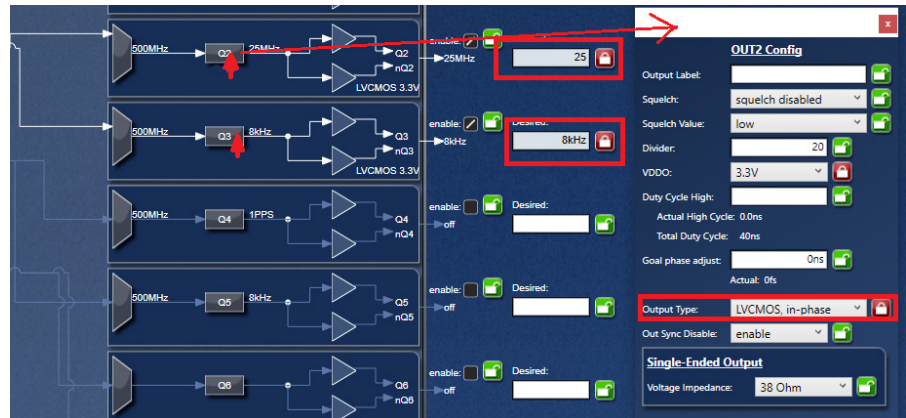 OUT2 Config
500MHz
Q2
25MHz
Q2
nQ2
LVCMOS 3.3V
25MHz
25
Output Label:
Squelch:
squelch disabled
Squelch Value:
low
Divider:
20
VDDO:
3.3V
Duty Cycle High:
Actual High Cycle: 0.0ns
Total Duty Cycle: 40ns
Goal phase adjust:
0ns
Actual: 0fs
Output Type:
LVCMOS, in-phase
Out Sync Disable:
enable
Single-Ended Output
Voltage Impedance:
38 Ohm
500MHz
Q3
8kHz
Q3
nQ3
LVCMOS 3.3V
enable:
8kHz
8kHz
500MHz
Q4
1PPS
Q4
nQ4
enable:
off
Desired:
500MHz
Q5
8kHz
Q5
nQ5
enable:
off
Desired:
Q6
Q6
nQ6
enable:
off
Desired: